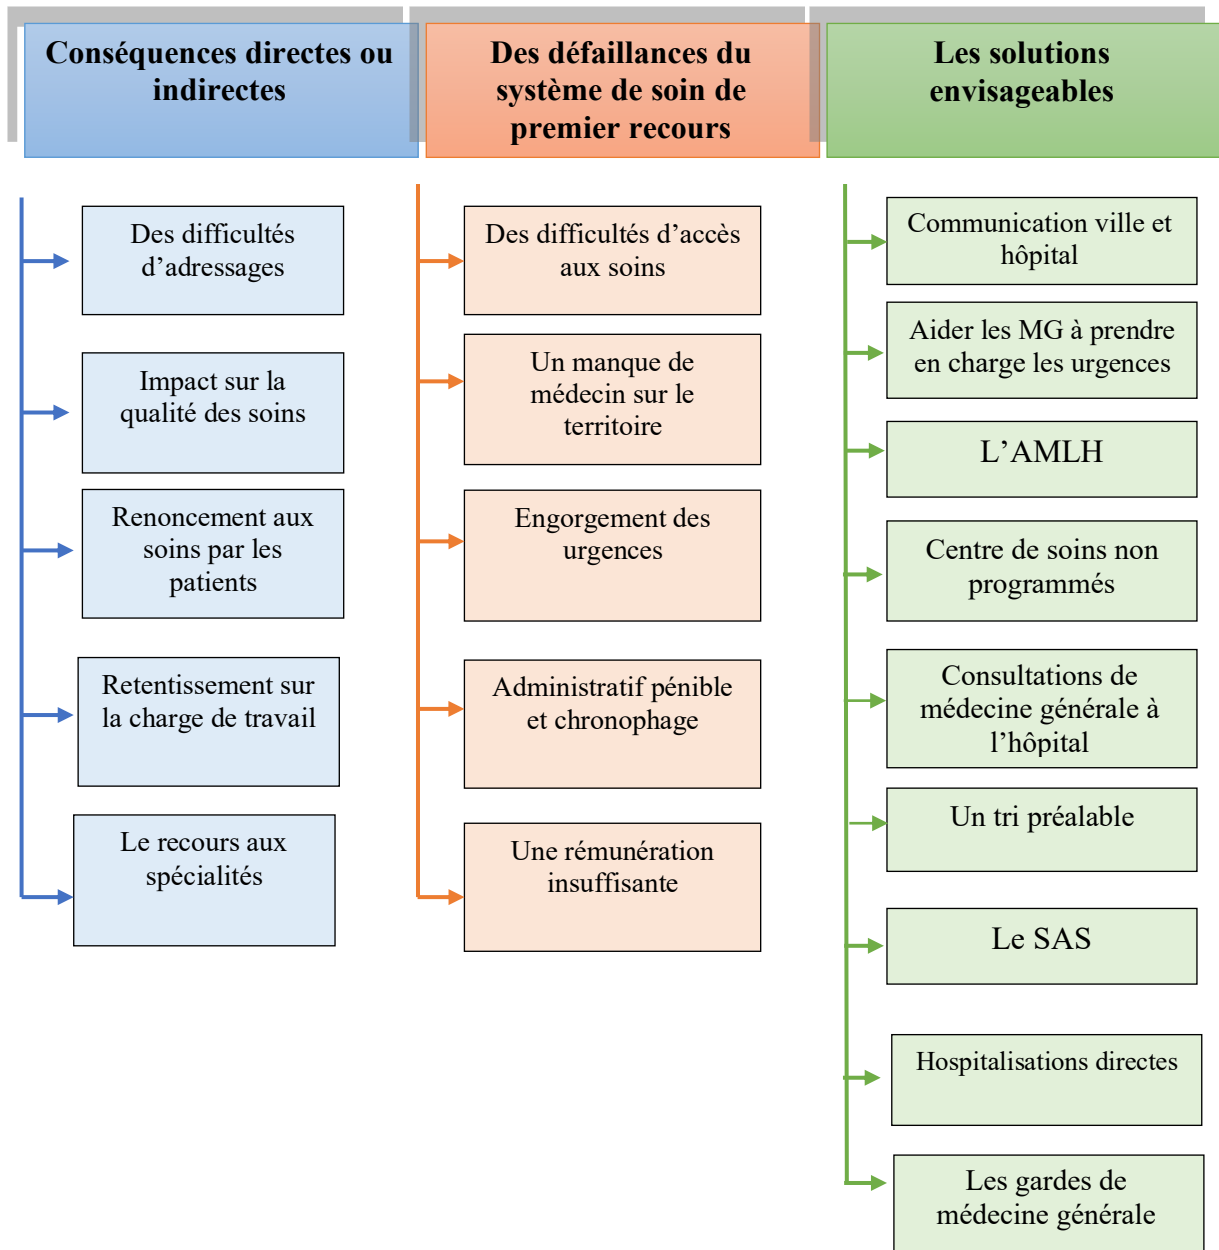 Conséquences directes ou
indirectes
Des difficultés
d’adressages
Impact sur la
qualité des soins
Renoncement aux
soins par les
patients
Retentissement sur
la charge de travail
Le recours aux
spécialités
Des défaillances du
système de soin de
premier recours
Des difficultés d’accès
aux soins
Un manque de
médecin sur le
territoire
Engorgement des
urgences
Administratif pénible
et chronophage
Une rémunération
insuffisante
Les solutions
envisageables
Communication ville et
hôpital
Aider les MG à prendre
en charge les urgences
L’AMLH
Centre de soins non
programmés
Consultations de
médecine générale à
l’hôpital
Un tri préalable
Le SAS
Hospitalisations directes
Les gardes de
médecine générale